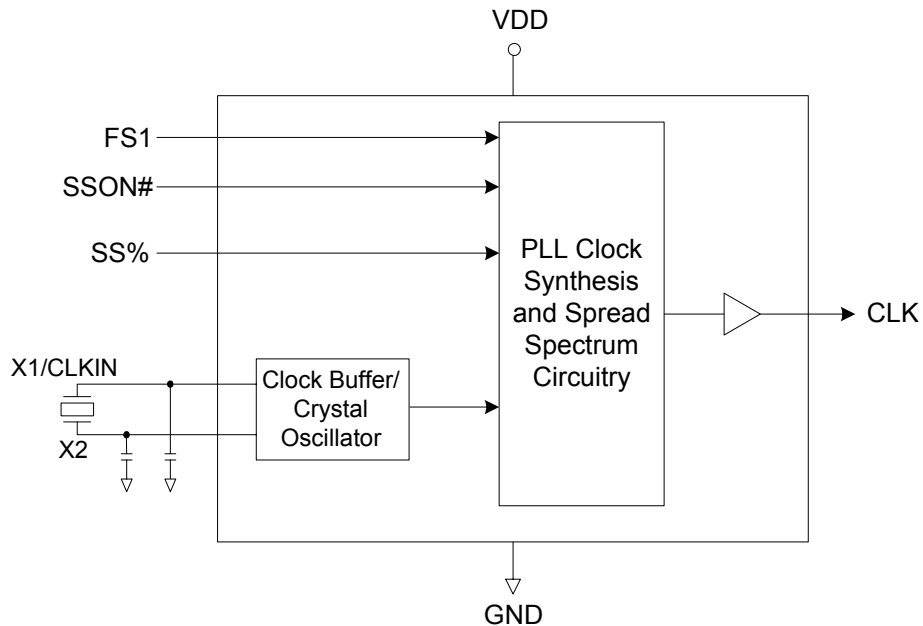 VDD
FS1
SSON#
SS%
PLL Clock
Synthesis
and Spread
Spectrum
Circuitry
CLK
X1/CLKIN
X2
Clock Buffer/
Crystal
Oscillator
GND